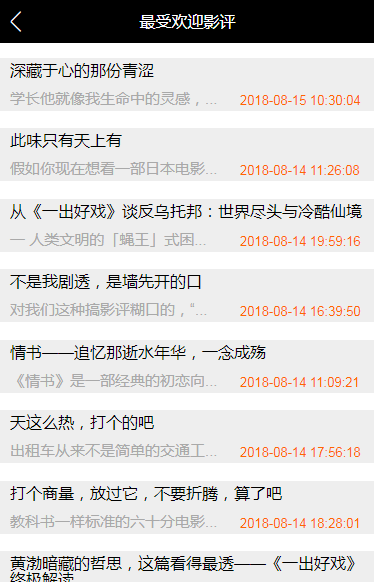 最受欢迎影评
深藏于心的那份青涩
学长他就像我生命中的灵感，... 2018-08-15 10:30:04
此味只有天上有
假如你现在想看一部日本电影... 2018-08-14 11:26:08
从《一出好戏》谈反乌托邦：世界尽头与冷酷仙境
一 人类文明的「蝇王」式困... 2018-08-14 19:59:16
不是我剧透，是墙先开的口
对我们这种搞影评糊口的，“... 2018-08-14 16:39:50
情书——追忆那逝水年华，一念成殇
《情书》是一部经典的初恋向... 2018-08-14 11:09:21
天这么热，打个的吧
出租车从来不是简单的交通工... 2018-08-14 17:56:18
打个商量，放过它，不要折腾，算了吧
教科书一样标准的六十分电影... 2018-08-14 18:28:01
黄渤暗藏的哲思，这篇看得最透——《一出好戏》
终极解读